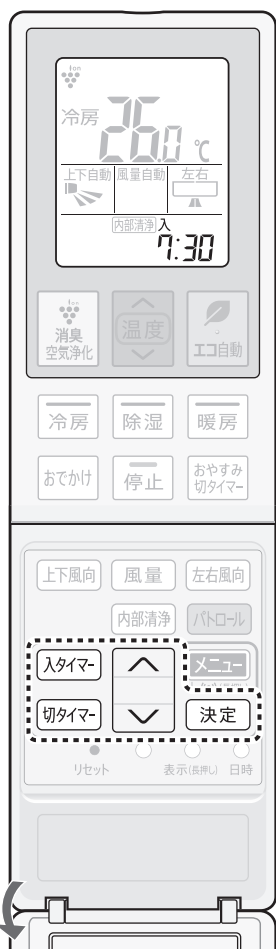 ion
冷房 26.0 ℃
上下自動 風量自動 左右
内部清浄 入
7:30
ion
消臭 温度 エコ自動
空気浄化
冷房 除湿 暖房
おでかけ 停止 おやすみ
切タイマー
上下風向 風量 左右風向
内部清浄 パトロール
入タイマー メニュー
切タイマー 決定
リセット 表示(長押し) 日時